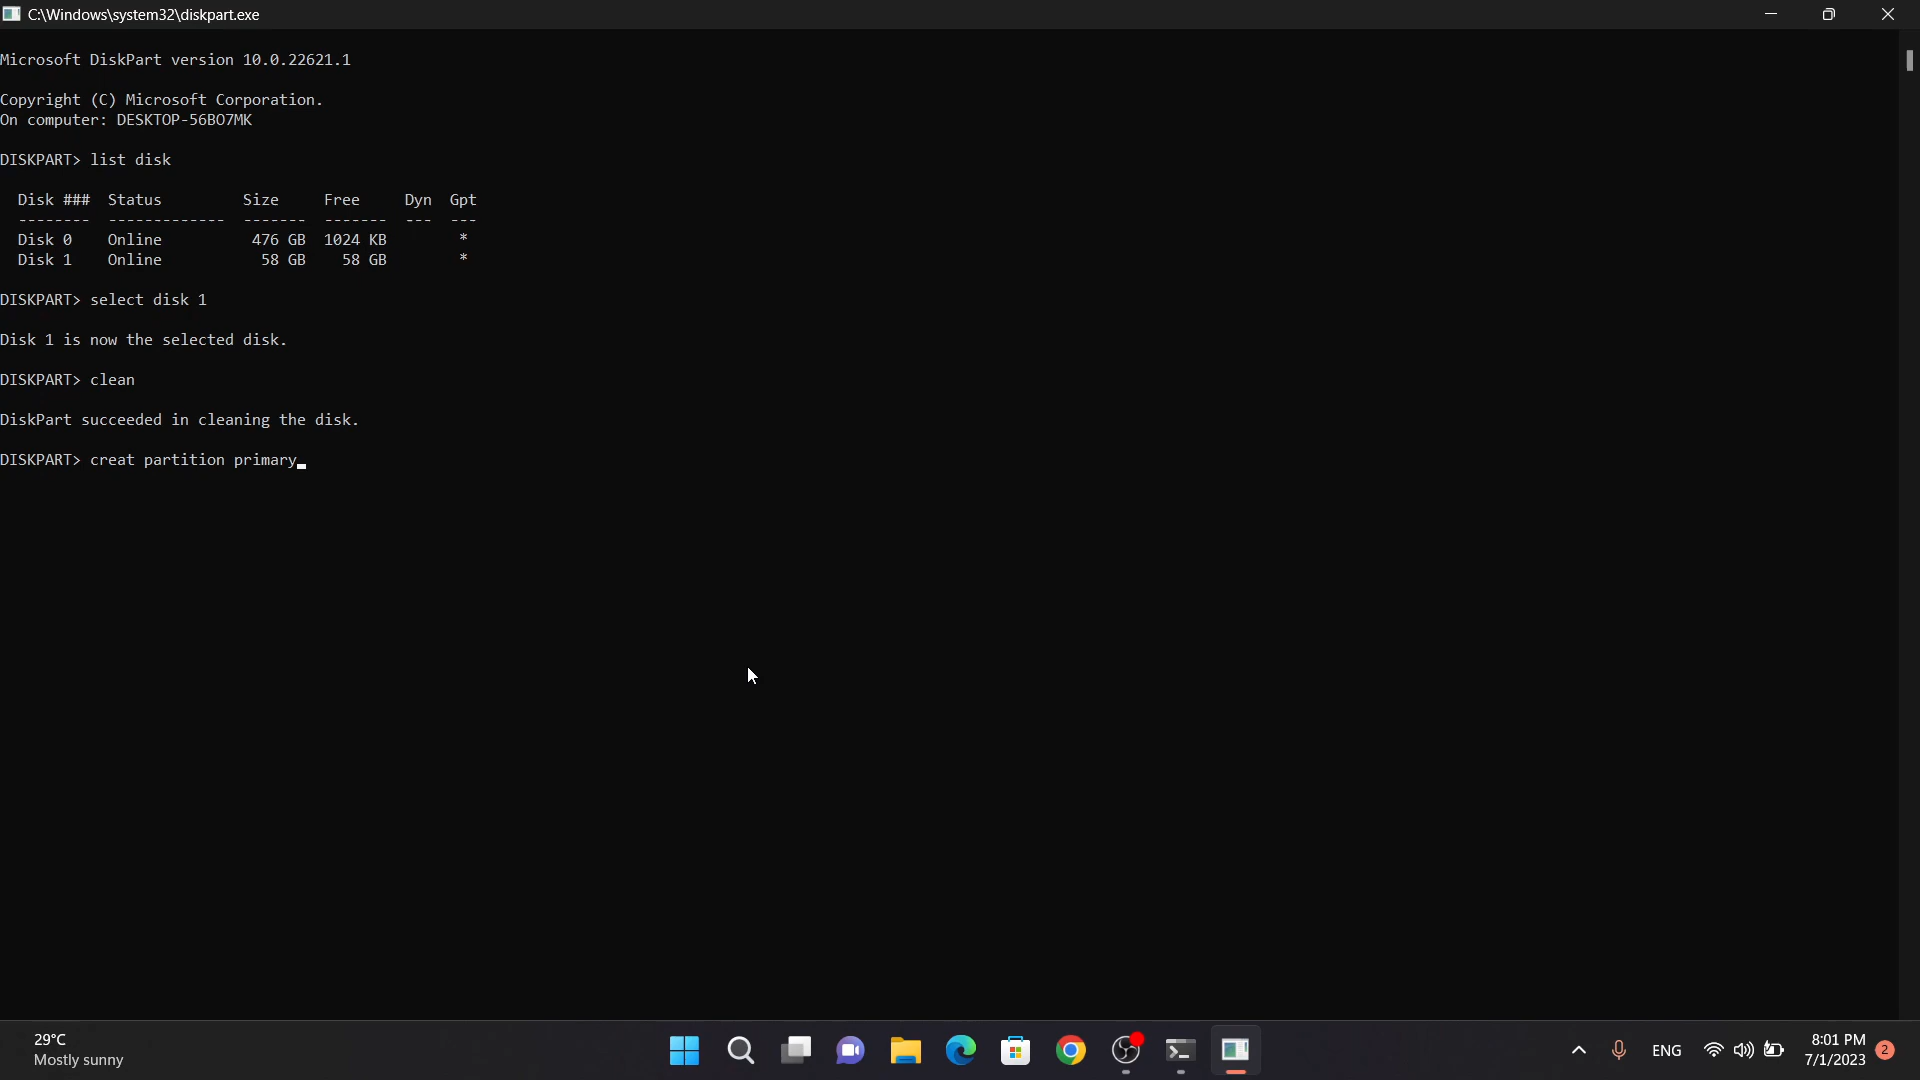 C:\Windows\system32\diskpart.exe
Microsoft DiskPart version 10.0.22621.1
Copyright (C) Microsoft Corporation.
On computer: DESKTOP-56BO7MK
DISKPART> list disk
Disk ###  Status         Size     Free     Dyn  Gpt
--------  -------------  -------  -------  ---  ---
Disk 0    Online          476 GB  1024 KB        *
Disk 1    Online           58 GB    58 GB        *
DISKPART> select disk 1
Disk 1 is now the selected disk.
DISKPART> clean
DiskPart succeeded in cleaning the disk.
DISKPART> creat partition primary_
29°C
Mostly sunny
ENG
8:01 PM
7/1/2023
2